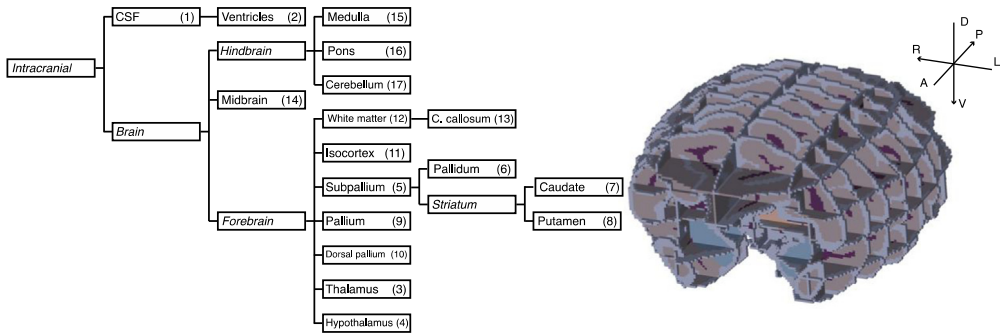 CSF (1)
Ventricles (2)
Medulla (15)
Hindbrain
Pons (16)
Intracranial
Cerebellum (17)
Midbrain (14)
White matter (12)
C. callosum (13)
Brain
Isocortex (11)
Pallidum (6)
Subpallium (5)
Caudate (7)
Striatum
Forebrain
Pallium (9)
Putamen (8)
Dorsal pallium (10)
Thalamus (3)
Hypothalamus (4)
D
P
R
L
A
V